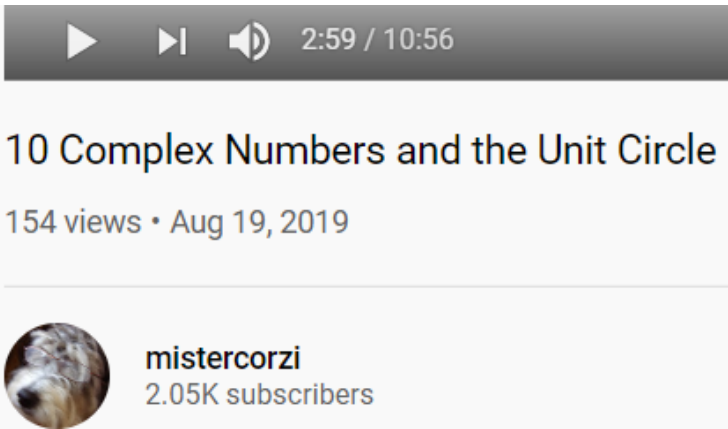 2:59 / 10:56
10 Complex Numbers and the Unit Circle
154 views • Aug 19, 2019
mistercorzi
2.05K subscribers